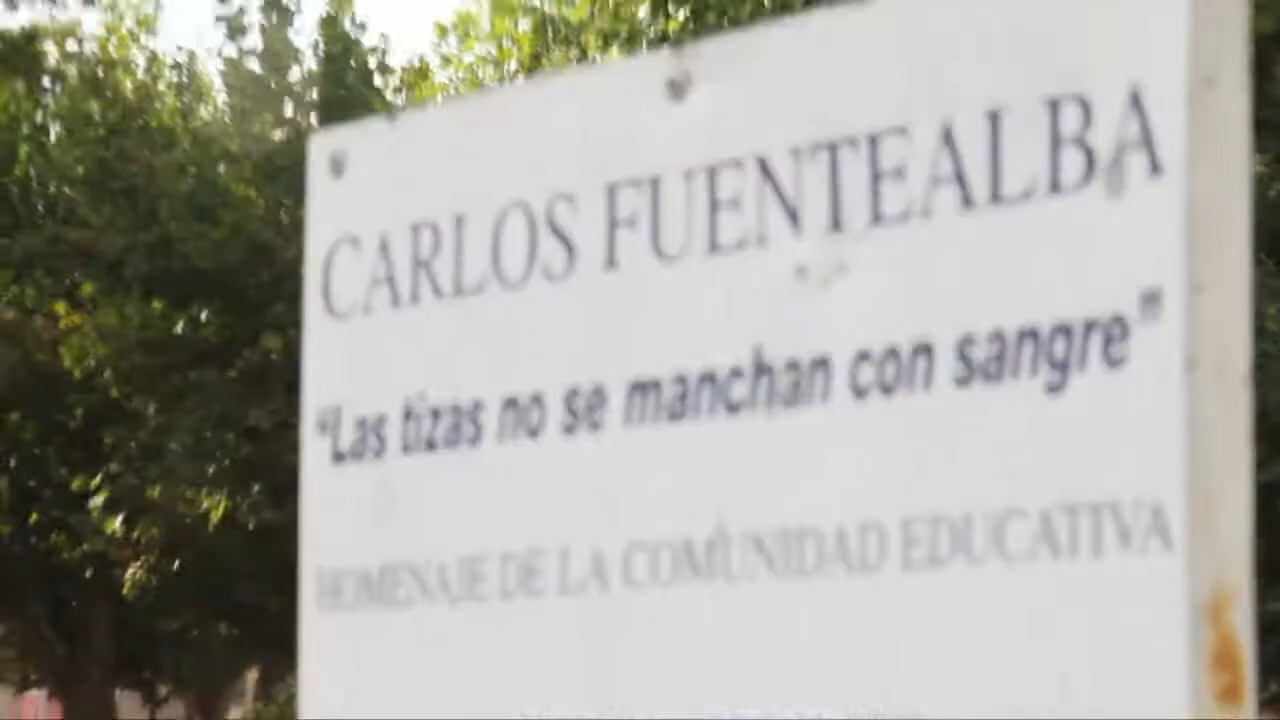 CARLOS FUENTEALBA
"Las tizas no se manchan con sangre"
HOMENAJE DE LA COMUNIDAD EDUCATIVA